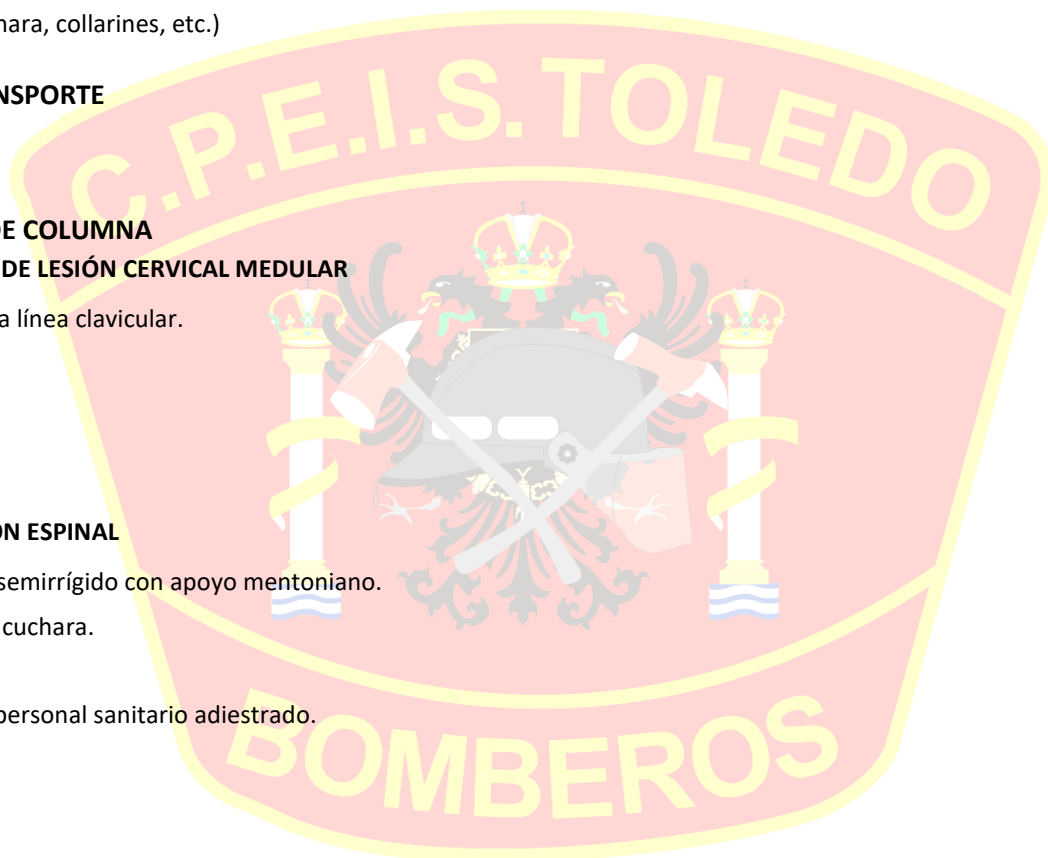 hara, collarines, etc.)
NSPORTE
C.P.E.I.S. TOLEDO
DE COLUMNA
DE LESIÓN CERVICAL MEDULAR
a línea clavicular.
ÓN ESPINAL
semirrígido con apoyo mentoniano.
cuchara.
personal sanitario adiestrado.
BOMBEROS